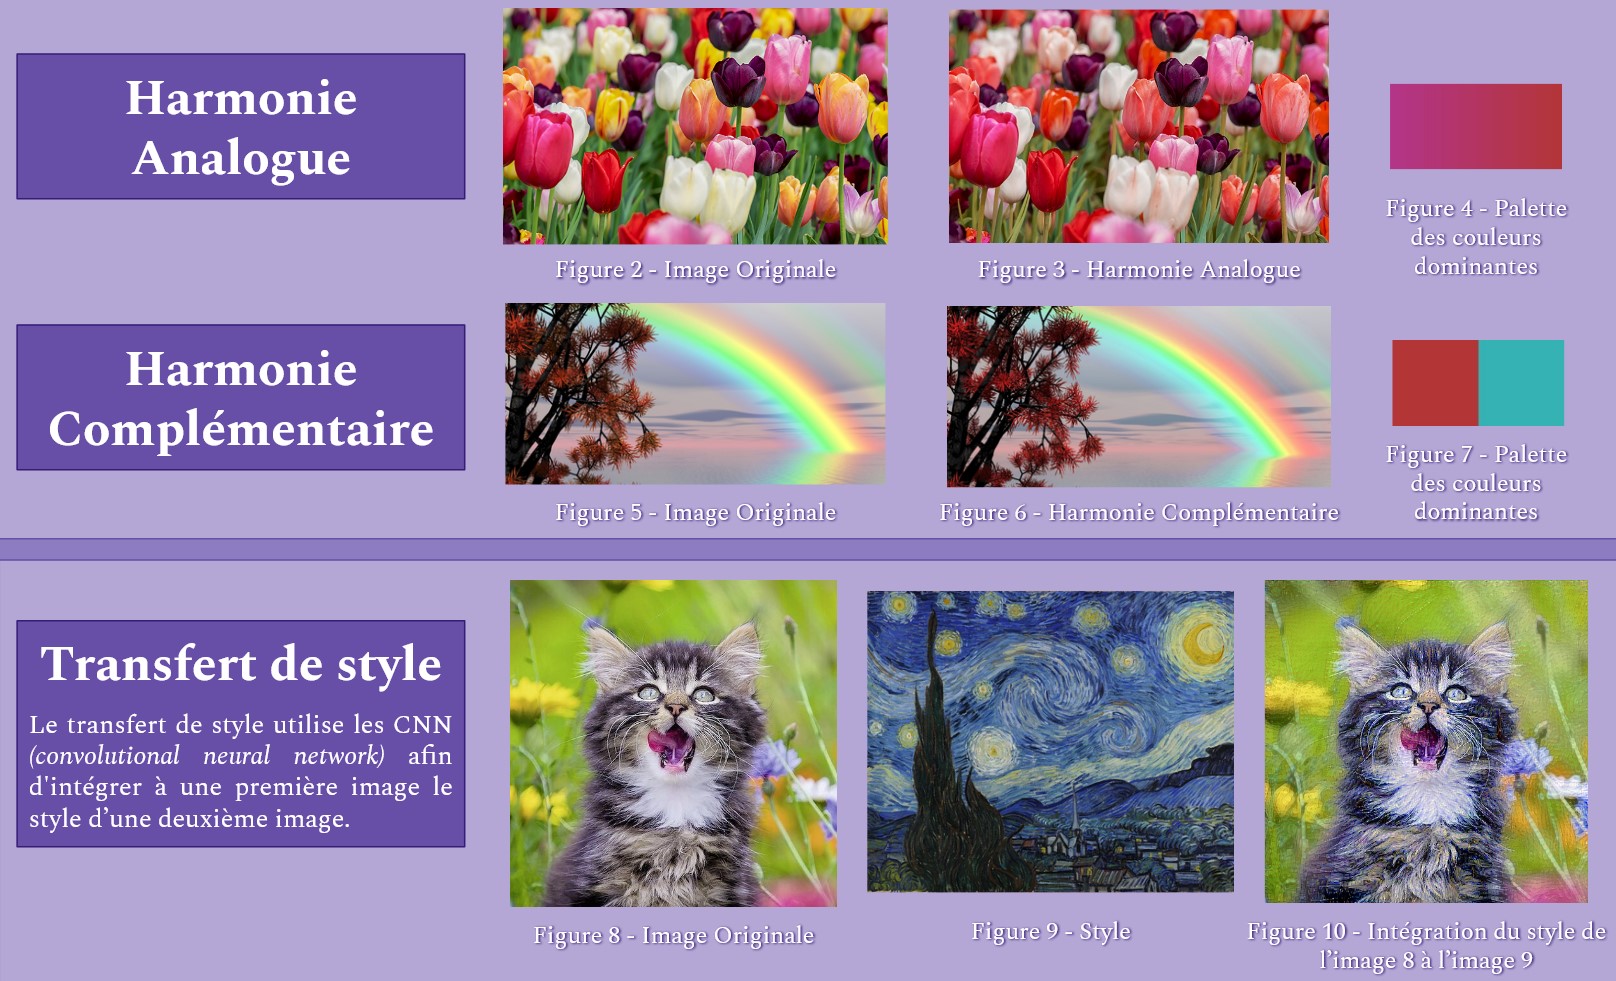 Harmonie
Analogue
Figure 2 - Image Originale
Figure 3 - Harmonie Analogue
Figure 4 - Palette
des couleurs
dominantes
Harmonie
Complémentaire
Figure 5 - Image Originale
Figure 6 - Harmonie Complémentaire
Figure 7 - Palette
des couleurs
dominantes
Transfert de style
Le transfert de style utilise les CNN
(convolutional neural network) afin
d'intégrer à une première image le
style d’une deuxième image.
Figure 8 - Image Originale
Figure 9 - Style
Figure 10 - Intégration du style de
l’image 8 à l’image 9